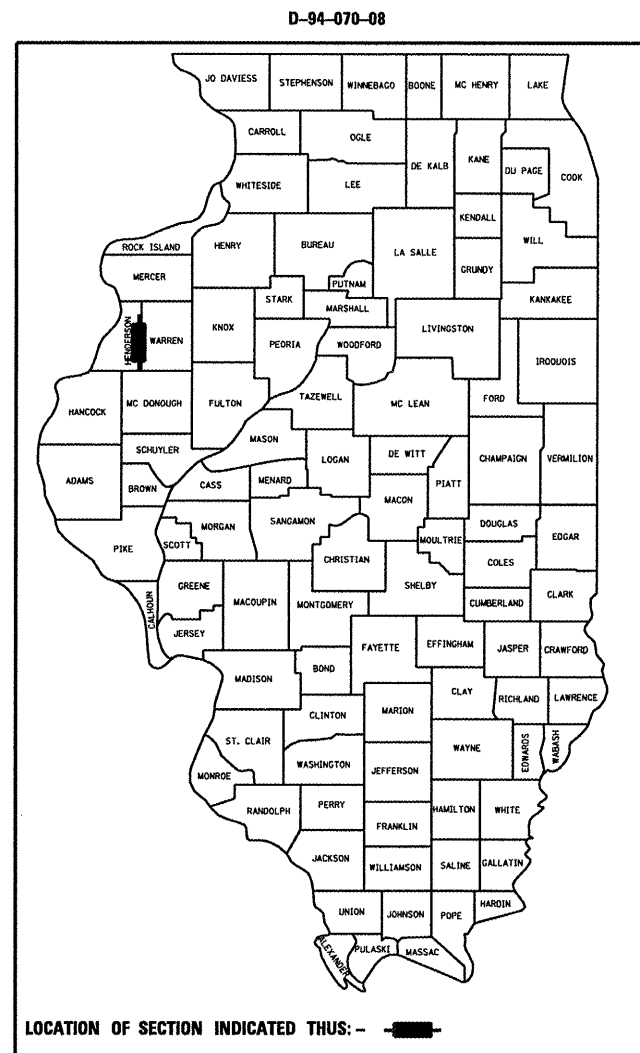 D-94-070-08
JO DAVIESS
STEPHENSON
WINNEBAGO
BOONE
MC HENRY
LAKE
CARROLL
OGLE
DE KALB
KANE
DU PAGE
COOK
WHITESIDE
LEE
KENDALL
WILL
ROCK ISLAND
HENRY
BUREAU
LA SALLE
GRUNDY
MERCER
PUTNAM
STARK
MARSHALL
KANKAKEE
HENDERSON
WARREN
KNOX
PEORIA
WOODFORD
LIVINGSTON
IROQUOIS
HANCOCK
MC DONOUGH
FULTON
TAZEWELL
MC LEAN
FORD
MASON
SCHUYLER
LOGAN
DE WITT
CHAMPAIGN
VERMILION
ADAMS
BROWN
CASS
MENARD
PIATT
MACON
MORGAN
SANGAMON
DOUGLAS
MOULTRIE
EDGAR
PIKE
SCOTT
CHRISTIAN
COLES
SHELBY
GREENE
MACOUPIN
MONTGOMERY
CUMBERLAND
CLARK
CALHOUN
JERSEY
FAYETTE
EFFINGHAM
JASPER
CRAWFORD
MADISON
BOND
CLAY
RICHLAND
LAWRENCE
CLINTON
MARION
ST. CLAIR
WAYNE
EDWARDS
WABASH
WASHINGTON
JEFFERSON
MONROE
RANDOLPH
PERRY
HAMILTON
WHITE
FRANKLIN
JACKSON
WILLIAMSON
SALINE
GALLATIN
UNION
JOHNSON
POPE
HARDIN
ALEXANDER
PULASKI
MASSAC
LOCATION OF SECTION INDICATED THUS: -